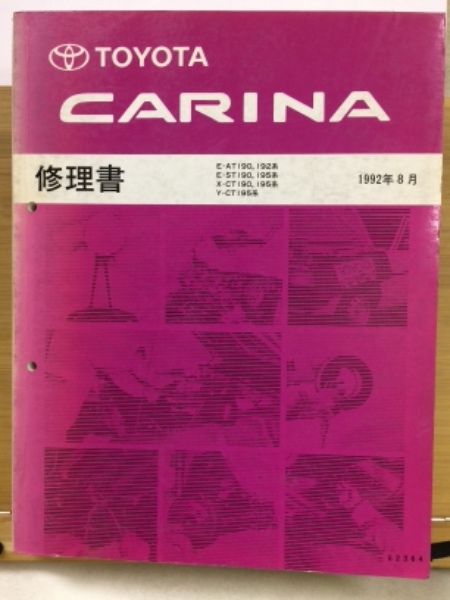 TOYOTA
CARINA
修理書
E-AT190, 192系
E-ST190, 195系
X-CT190, 195系
Y-CT195系
1992年8月
62384